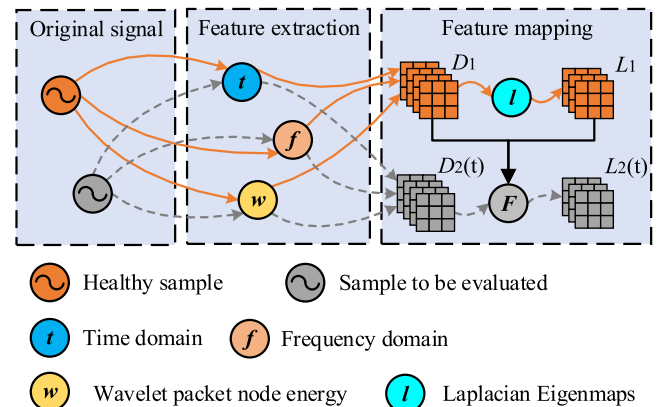 Original signal
Feature extraction
Feature mapping
t
f
w
D1
l
L1
D2(t)
F
L2(t)
Healthy sample
Sample to be evaluated
t Time domain
f Frequency domain
w Wavelet packet node energy
l Laplacian Eigenmaps